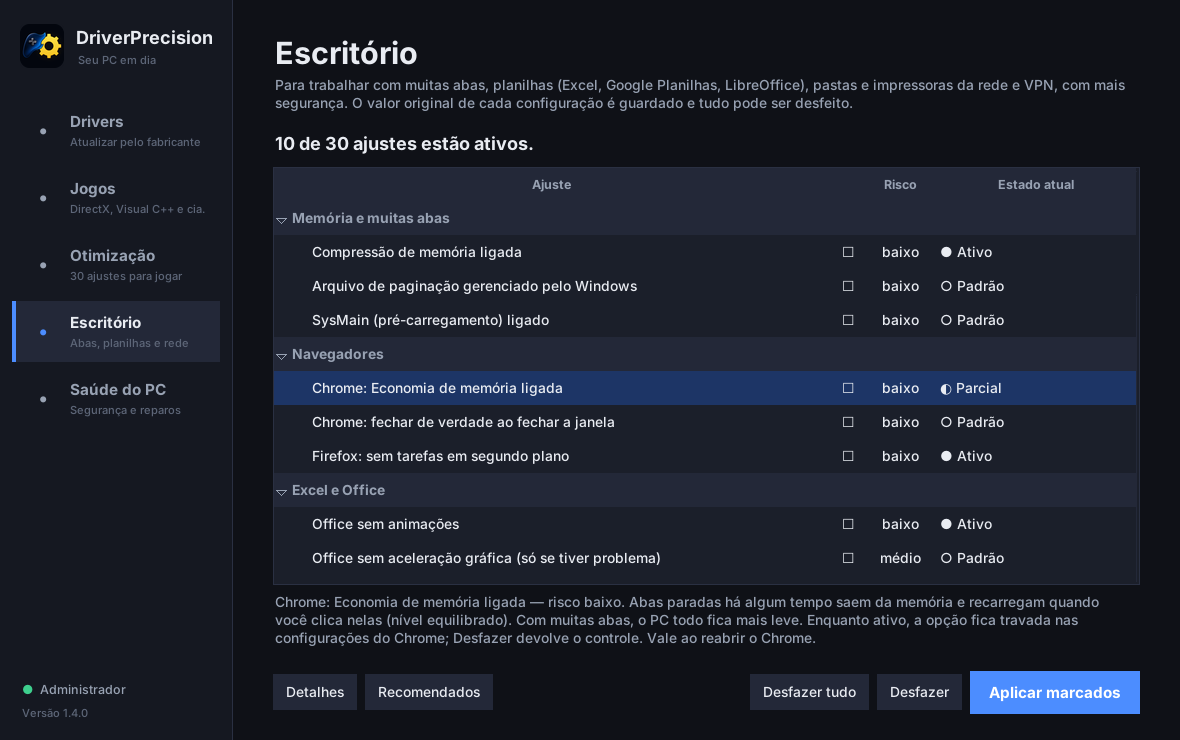 DriverPrecision
Seu PC em dia
Drivers
Atualizar pelo fabricante
Jogos
DirectX, Visual C++ e cia.
Otimização
30 ajustes para jogar
Escritório
Abas, planilhas e rede
Saúde do PC
Segurança e reparos
Administrador
Versão 1.4.0
Escritório
Para trabalhar com muitas abas, planilhas (Excel, Google Planilhas, LibreOffice), pastas e impressoras da rede e VPN, com mais
segurança. O valor original de cada configuração é guardado e tudo pode ser desfeito.
10 de 30 ajustes estão ativos.
Ajuste Risco Estado atual
Memória e muitas abas
Compressão de memória ligada baixo Ativo
Arquivo de paginação gerenciado pelo Windows baixo Padrão
SysMain (pré-carregamento) ligado baixo Padrão
Navegadores
Chrome: Economia de memória ligada baixo Parcial
Chrome: fechar de verdade ao fechar a janela baixo Padrão
Firefox: sem tarefas em segundo plano baixo Ativo
Excel e Office
Office sem animações baixo Ativo
Office sem aceleração gráfica (só se tiver problema) médio Padrão
Chrome: Economia de memória ligada — risco baixo. Abas paradas há algum tempo saem da memória e recarregam quando
você clica nelas (nível equilibrado). Com muitas abas, o PC todo fica mais leve. Enquanto ativo, a opção fica travada nas
configurações do Chrome; Desfazer devolve o controle. Vale ao reabrir o Chrome.
Detalhes Recomendados Desfazer tudo Desfazer Aplicar marcados